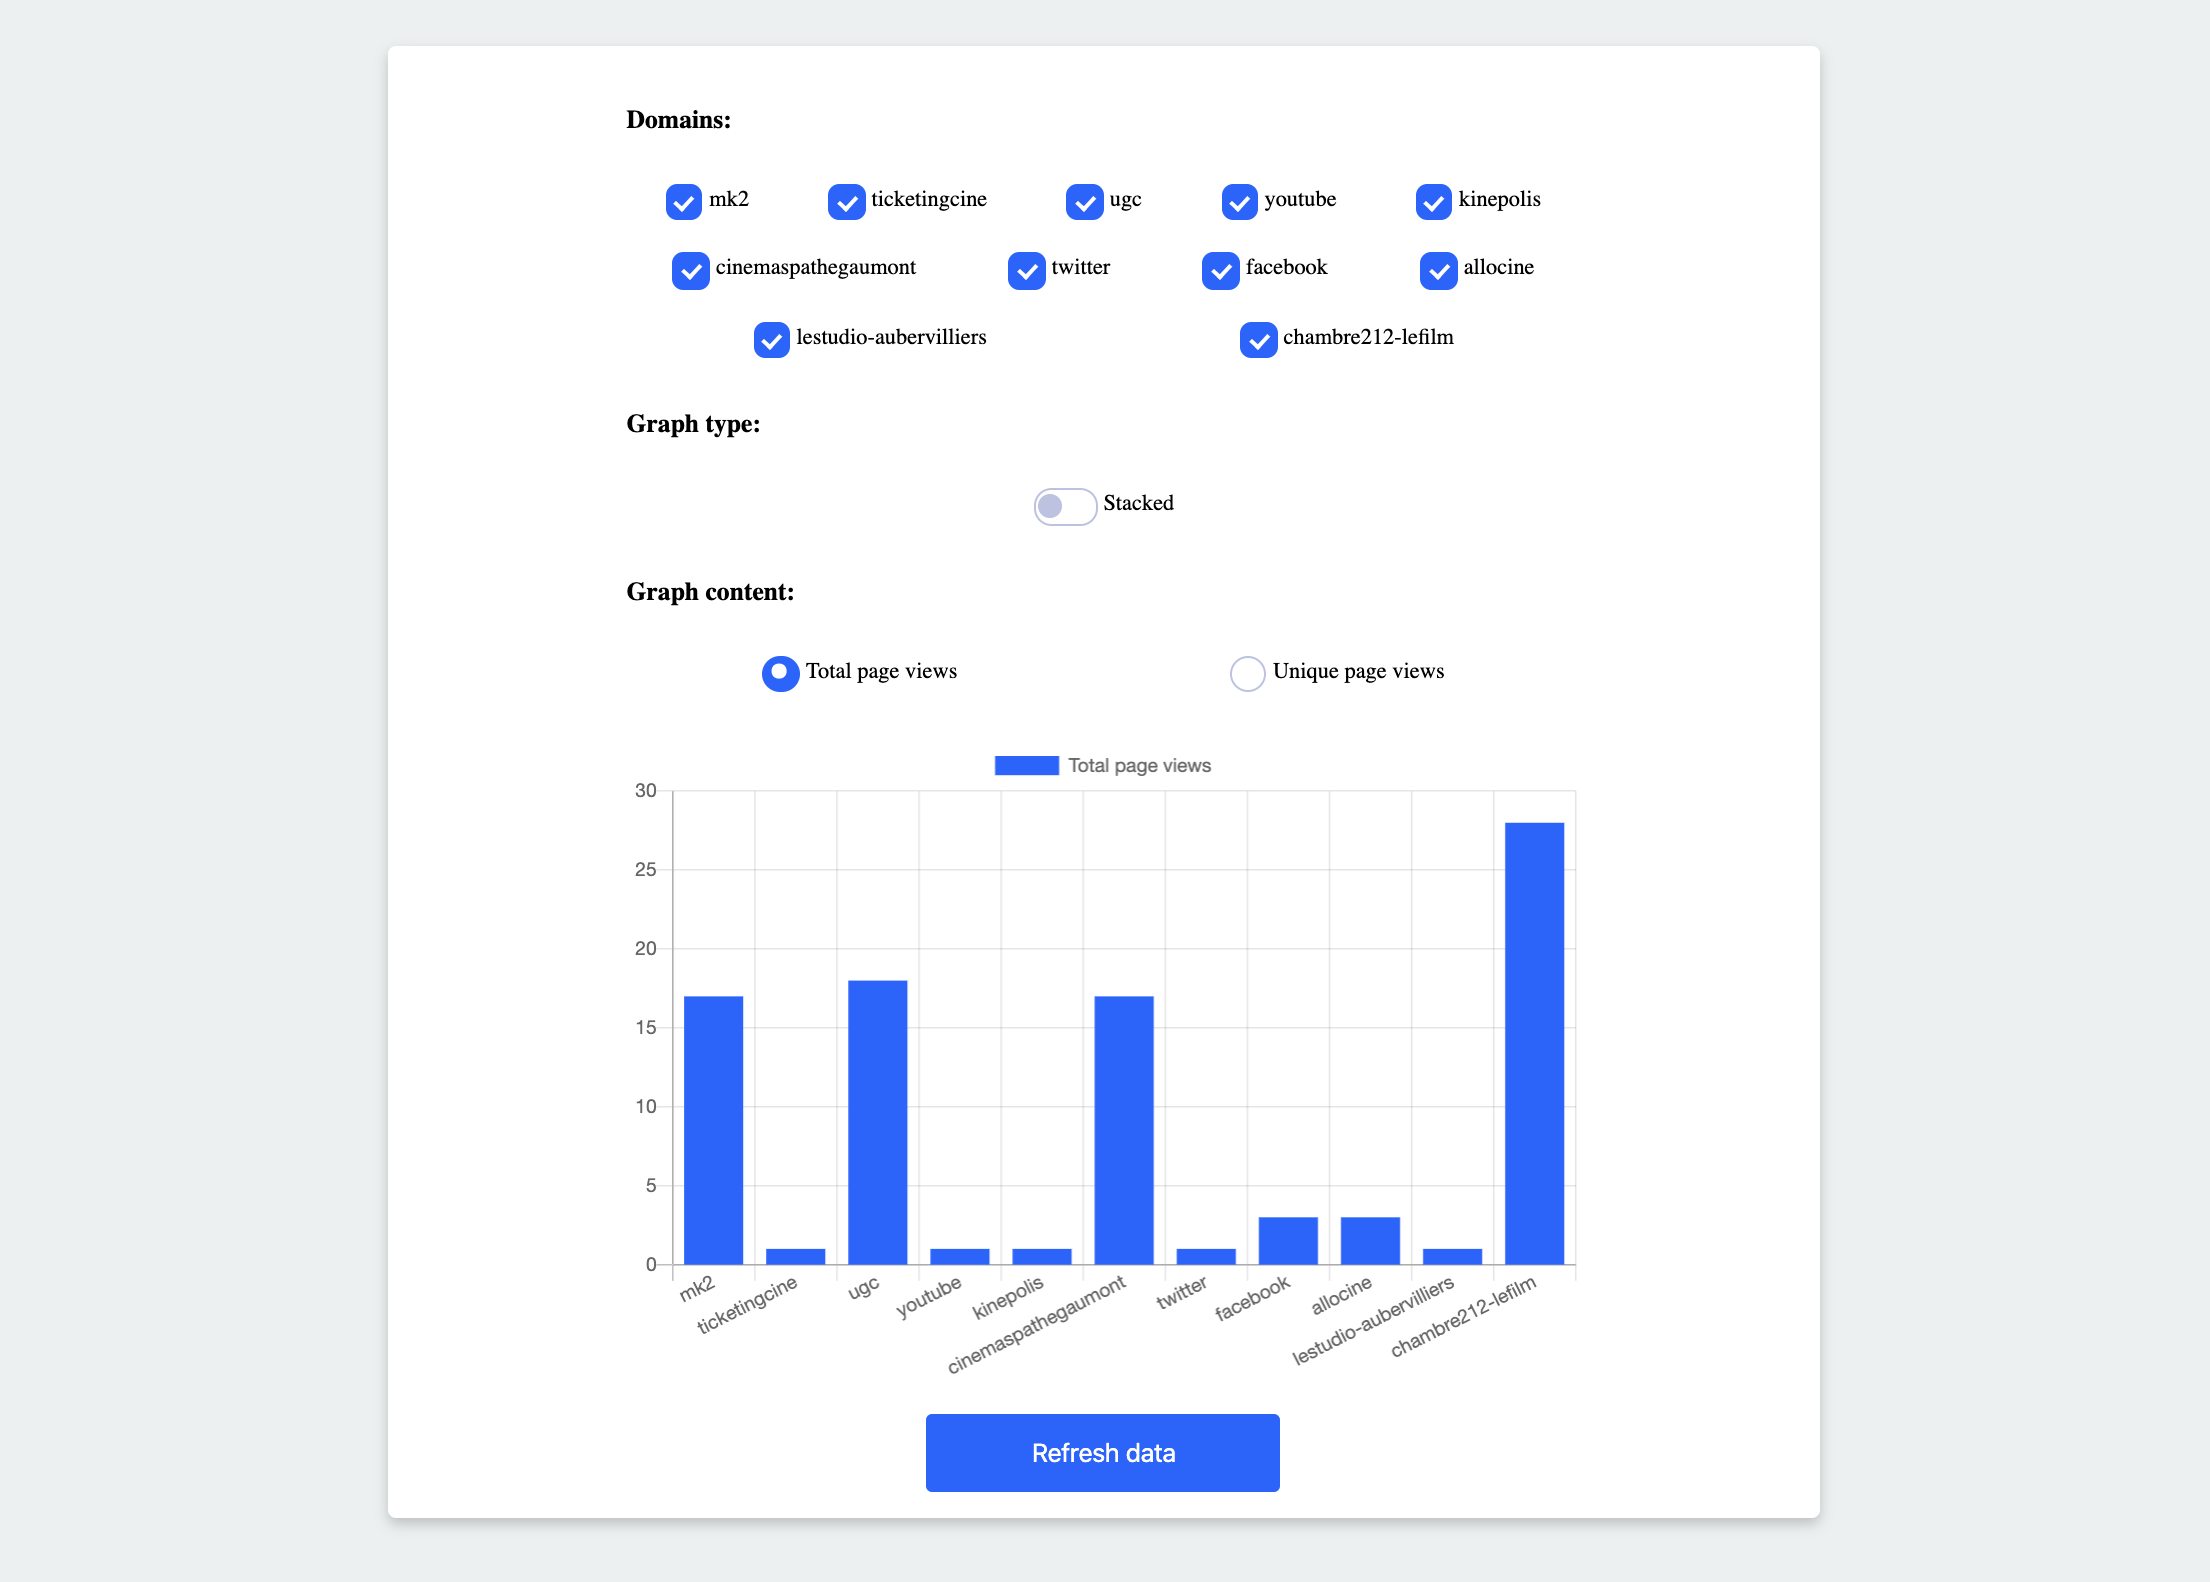 Domains:
mk2 ticketingcine ugc youtube kinepolis
cinemaspathegaumont twitter facebook allocine
lestudio-aubervilliers chambre212-lefilm
Graph type:
Stacked
Graph content:
Total page views Unique page views
Total page views
30
25
20
15
10
5
0
mk2 ticketingcine ugc youtube kinepolis cinemaspathegaumont twitter facebook allocine lestudio-aubervilliers chambre212-lefilm
Refresh data